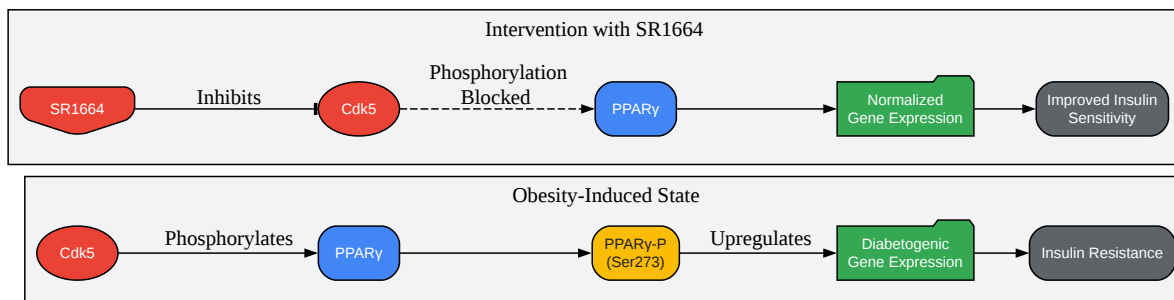 Intervention with SR1664
SR1664
Inhibits
Cdk5
Phosphorylation
Blocked
PPARγ
Normalized
Gene Expression
Improved Insulin
Sensitivity
Obesity-Induced State
Cdk5
Phosphorylates
PPARγ
PPARγ-P
(Ser273)
Upregulates
Diabetogenic
Gene Expression
Insulin Resistance